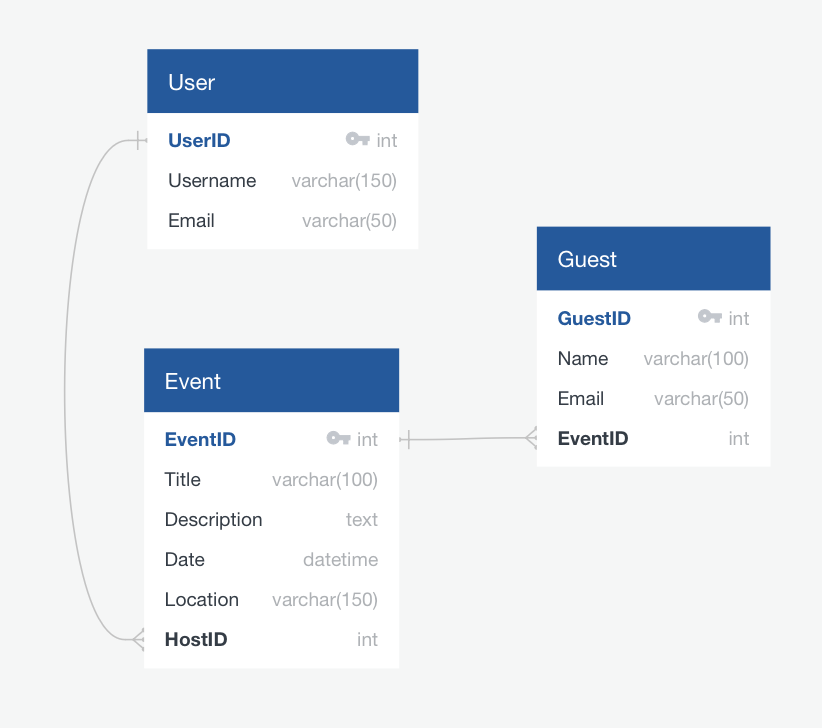 User
UserID int
Username varchar(150)
Email varchar(50)
Guest
GuestID int
Name varchar(100)
Email varchar(50)
EventID int
Event
EventID int
Title varchar(100)
Description text
Date datetime
Location varchar(150)
HostID int